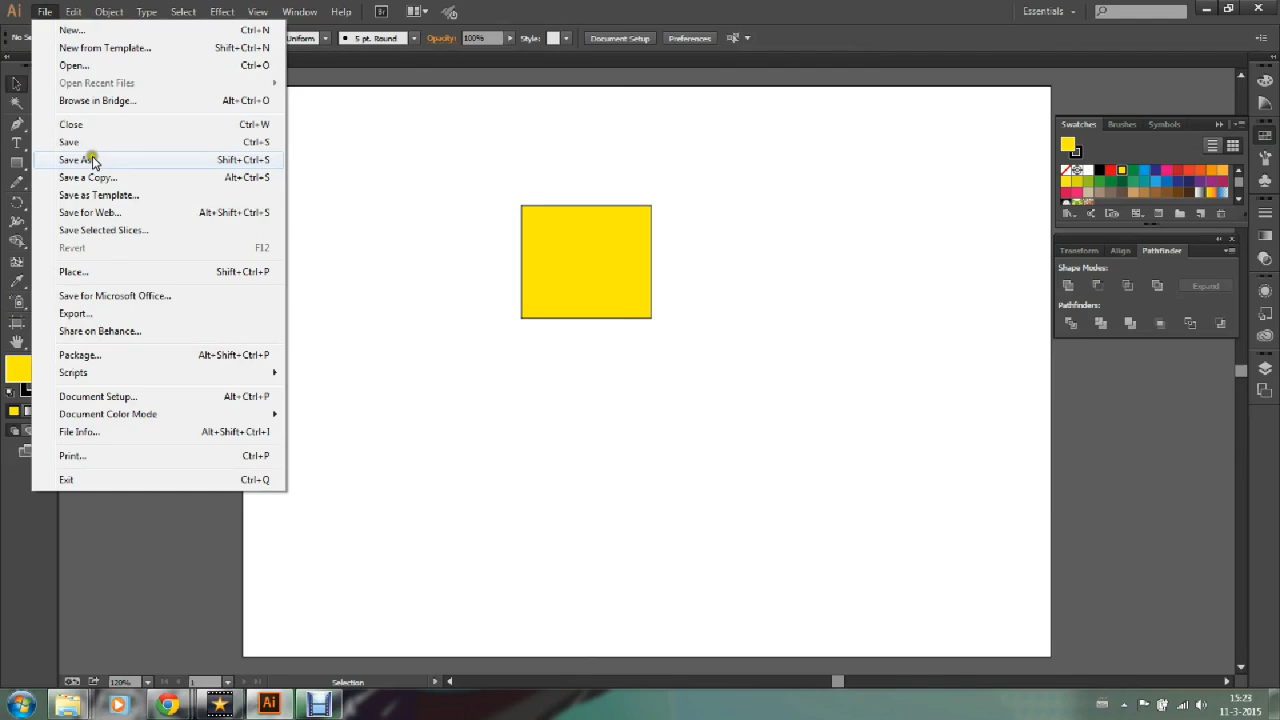 Ai File Edit Object Type Select Effect View Window Help Br Essentials
Uniform 5 pt. Round Opacity: 100% Style: Document Setup Preferences
New... Ctrl+N
New from Template... Shift+Ctrl+N
Open... Ctrl+O
Open Recent Files
Browse in Bridge... Alt+Ctrl+O
Close Ctrl+W
Save Ctrl+S
Save As Shift+Ctrl+S
Save a Copy... Alt+Ctrl+S
Save as Template...
Save for Web... Alt+Shift+Ctrl+S
Save Selected Slices...
Revert F12
Place... Shift+Ctrl+P
Save for Microsoft Office...
Export...
Share on Behance...
Package... Alt+Shift+Ctrl+P
Scripts
Document Setup... Alt+Ctrl+P
Document Color Mode
File Info... Alt+Shift+Ctrl+I
Print... Ctrl+P
Exit Ctrl+Q
Swatches Brushes Symbols
Transform Align Pathfinder
Shape Modes:
Expand
Pathfinders:
120% 1 Selection
Ai
15:23
11-3-2015